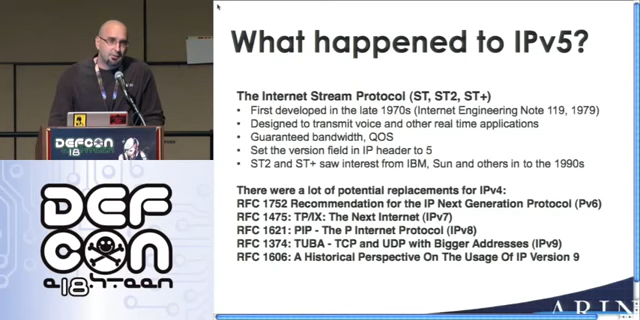 What happened to IPv5?
The Internet Stream Protocol (ST, ST2, ST+)
• First developed in the late 1970s (Internet Engineering Note 119, 1979)
• Designed to transmit voice and other real time applications
• Guaranteed bandwidth, QOS
• Set the version field in IP header to 5
• ST2 and ST+ saw interest from IBM, Sun and others in to the 1990s
There were a lot of potential replacements for IPv4:
RFC 1752 Recommendation for the IP Next Generation Protocol (Pv6)
RFC 1475: TP/IX: The Next Internet (IPv7)
RFC 1621: PIP - The P Internet Protocol (IPv8)
RFC 1374: TUBA - TCP and UDP with Bigger Addresses (IPv9)
RFC 1606: A Historical Perspective On The Usage Of IP Version 9
ARIN
DEFCON
18
DEF
CON
e 18 hteen